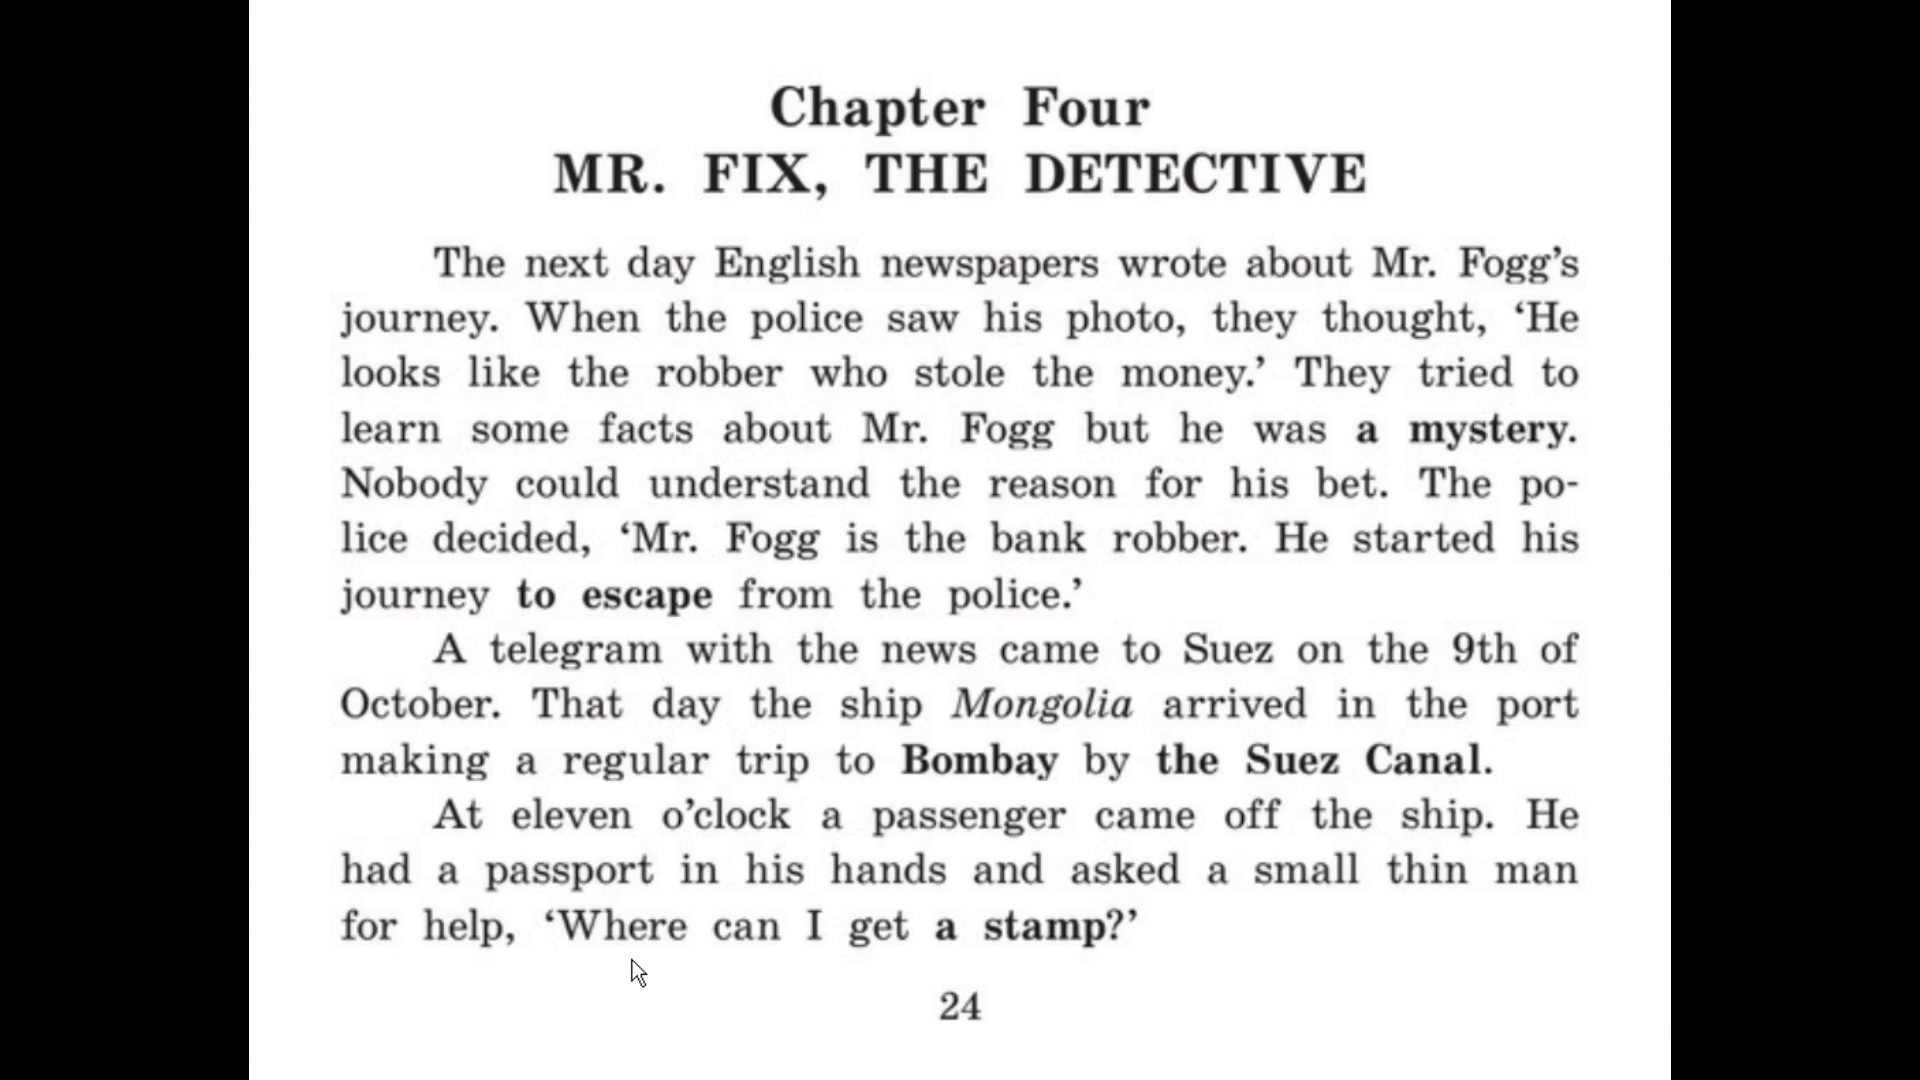 Chapter Four
MR. FIX, THE DETECTIVE
The next day English newspapers wrote about Mr. Fogg’s
journey. When the police saw his photo, they thought, ‘He
looks like the robber who stole the money.’ They tried to
learn some facts about Mr. Fogg but he was a mystery.
Nobody could understand the reason for his bet. The po-
lice decided, ‘Mr. Fogg is the bank robber. He started his
journey to escape from the police.’
A telegram with the news came to Suez on the 9th of
October. That day the ship Mongolia arrived in the port
making a regular trip to Bombay by the Suez Canal.
At eleven o’clock a passenger came off the ship. He
had a passport in his hands and asked a small thin man
for help, ‘Where can I get a stamp?’
24